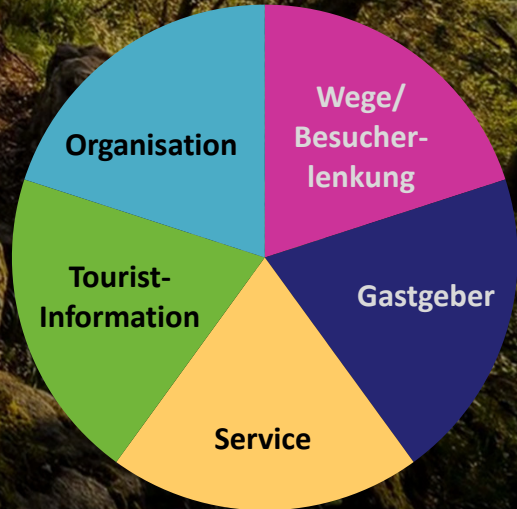 Wege/
Besucher-
lenkung
Gastgeber
Service
Tourist-
Information
Organisation